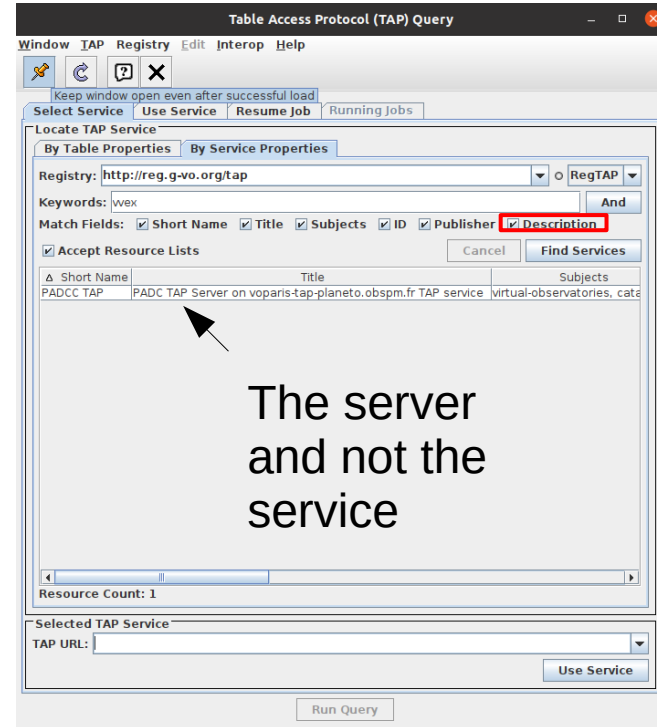 Table Access Protocol (TAP) Query
Window TAP Registry Edit Interop Help
Keep window open even after successful load
Select Service Use Service Resume Job Running Jobs
Locate TAP Service
By Table Properties By Service Properties
Registry: http://reg.g-vo.org/tap RegTAP
Keywords: vvex And
Match Fields: Short Name Title Subjects ID Publisher Description
Accept Resource Lists Cancel Find Services
Short Name Title Subjects
PADCC TAP PADC TAP Server on voparis-tap-planeto.obspm.fr TAP service virtual-observatories, cata
The server
and not the
service
Resource Count: 1
Selected TAP Service
TAP URL:
Use Service
Run Query